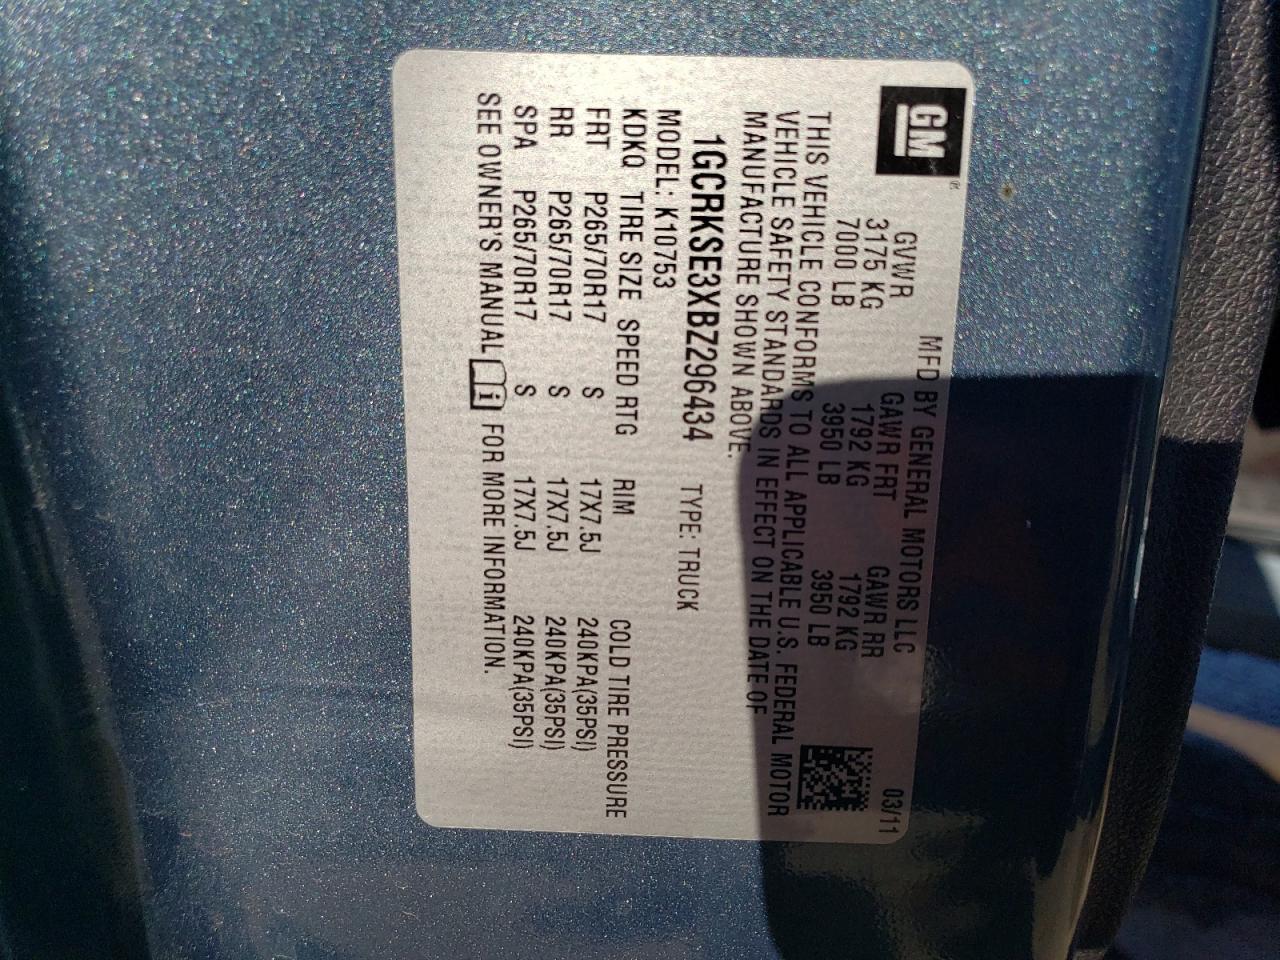 GM
MFD BY GENERAL MOTORS LLC 03/11
GVWR GAWR FRT GAWR RR
3175 KG 1792 KG 1792 KG
7000 LB 3950 LB 3950 LB
THIS VEHICLE CONFORMS TO ALL APPLICABLE U.S. FEDERAL MOTOR
VEHICLE SAFETY STANDARDS IN EFFECT ON THE DATE OF
MANUFACTURE SHOWN ABOVE.
1GCRKSE3XBZ296434 TYPE: TRUCK
MODEL: K10753
KDKQ TIRE SIZE SPEED RTG RIM COLD TIRE PRESSURE
FRT P265/70R17 S 17X7.5J 240KPA(35PSI)
RR P265/70R17 S 17X7.5J 240KPA(35PSI)
SPA P265/70R17 S 17X7.5J 240KPA(35PSI)
SEE OWNER'S MANUAL i FOR MORE INFORMATION.